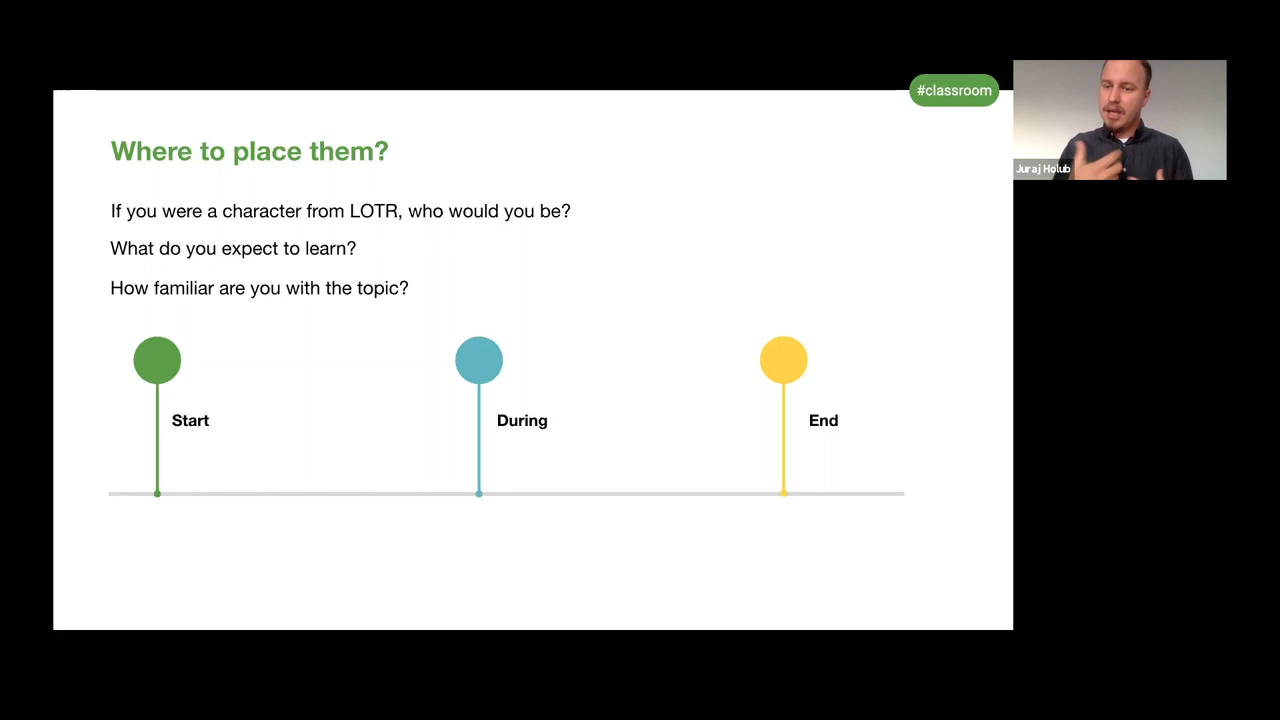 #classroom
Where to place them?
Juraj Holub
If you were a character from LOTR, who would you be?
What do you expect to learn?
How familiar are you with the topic?
Start
During
End